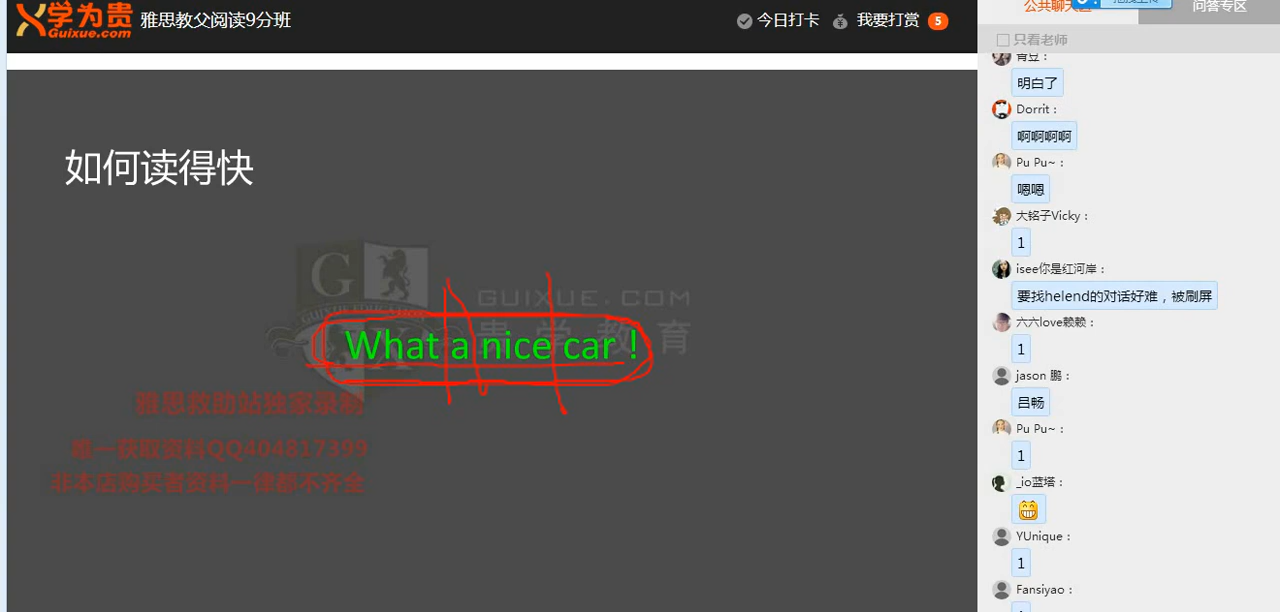 学为贵
Guixue.com
雅思教父阅读9分班
今日打卡
我要打赏
5
如何读得快
G
GUIXUE EDUCATION
GUIXUE.COM
贵学教育
What a nice car !
雅思救助站独家录制
唯一获取资料QQ404817399
非本店购买者资料一律都不齐全
问答专区
只看老师
青豆：
明白了
Dorrit：
啊啊啊啊
Pu Pu~：
嗯嗯
大铭子Vicky：
1
isee你是红河岸：
要找helend的对话好难，被刷屏
六六love赖赖：
1
jason 鹏：
吕畅
Pu Pu~：
1
_io蓝塔：
YUnique：
1
Fansiyao：